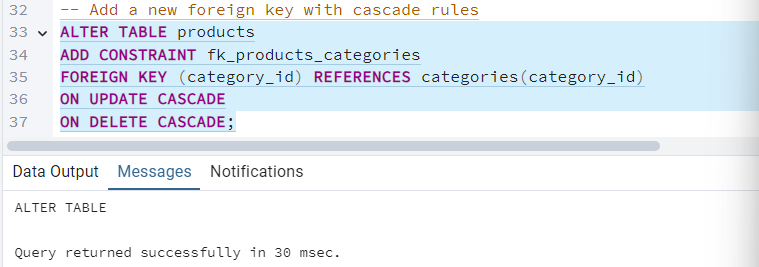 32 -- Add a new foreign key with cascade rules
33 ALTER TABLE products
34 ADD CONSTRAINT fk_products_categories
35 FOREIGN KEY (category_id) REFERENCES categories(category_id)
36 ON UPDATE CASCADE
37 ON DELETE CASCADE;
Data Output Messages Notifications
ALTER TABLE
Query returned successfully in 30 msec.